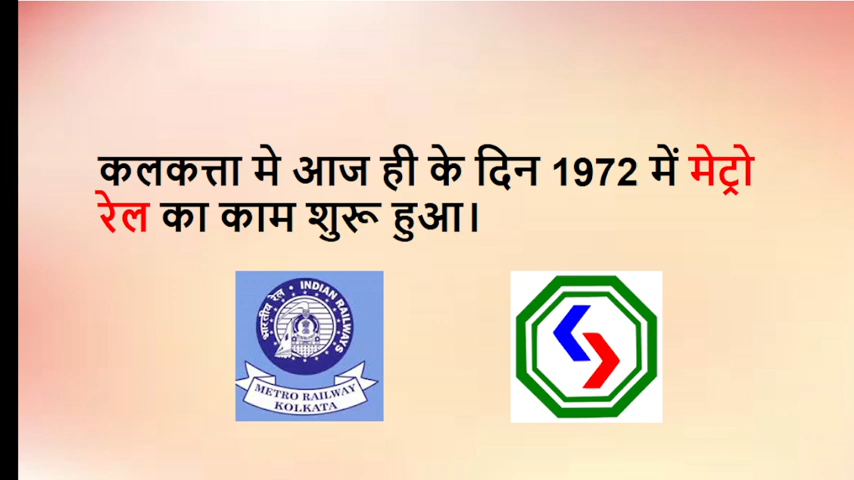 कलकत्ता मे आज ही के दिन 1972 में मेट्रो
रेल का काम शुरू हुआ।
भारतीय रेल • INDIAN RAILWAYS
METRO RAILWAY
KOLKATA